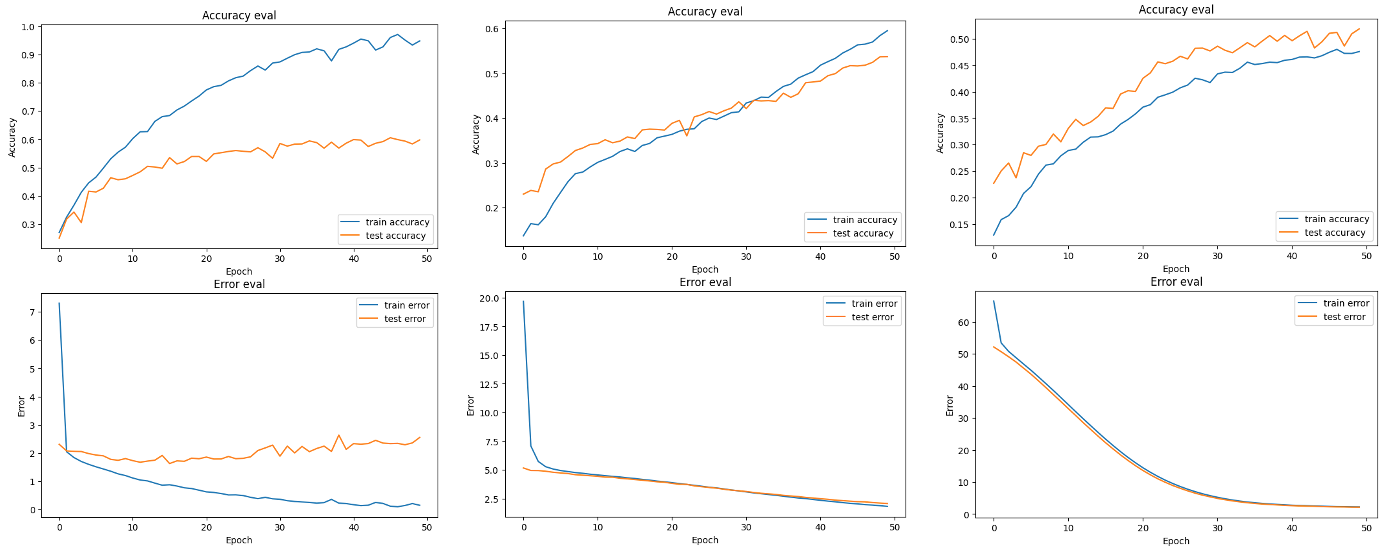 Accuracy eval
1.0
0.9
0.8
0.7
0.6
0.5
0.4
0.3
Accuracy
train accuracy
test accuracy
0 10 20 30 40 50
Epoch
Accuracy eval
0.6
0.5
0.4
0.3
0.2
Accuracy
train accuracy
test accuracy
0 10 20 30 40 50
Epoch
Accuracy eval
0.50
0.45
0.40
0.35
0.30
0.25
0.20
0.15
Accuracy
train accuracy
test accuracy
0 10 20 30 40 50
Epoch
Error eval
7
6
5
4
3
2
1
0
Error
train error
test error
0 10 20 30 40 50
Epoch
Error eval
20.0
17.5
15.0
12.5
10.0
7.5
5.0
2.5
Error
train error
test error
0 10 20 30 40 50
Epoch
Error eval
60
50
40
30
20
10
0
Error
train error
test error
0 10 20 30 40 50
Epoch